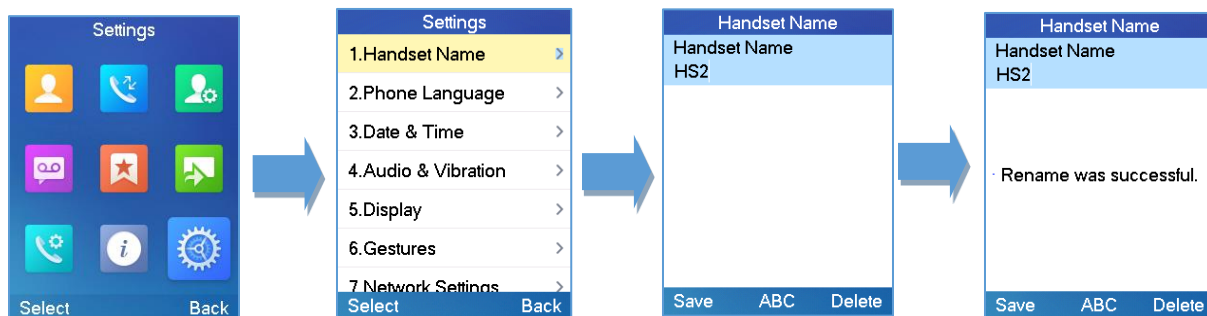 Settings
Select Back
Settings
1.Handset Name
2.Phone Language
3.Date & Time
4.Audio & Vibration
5.Display
6.Gestures
7.Network Settings
Select Back
Handset Name
Handset Name
HS2
Save ABC Delete
Handset Name
Handset Name
HS2
Rename was successful.
Save ABC Delete